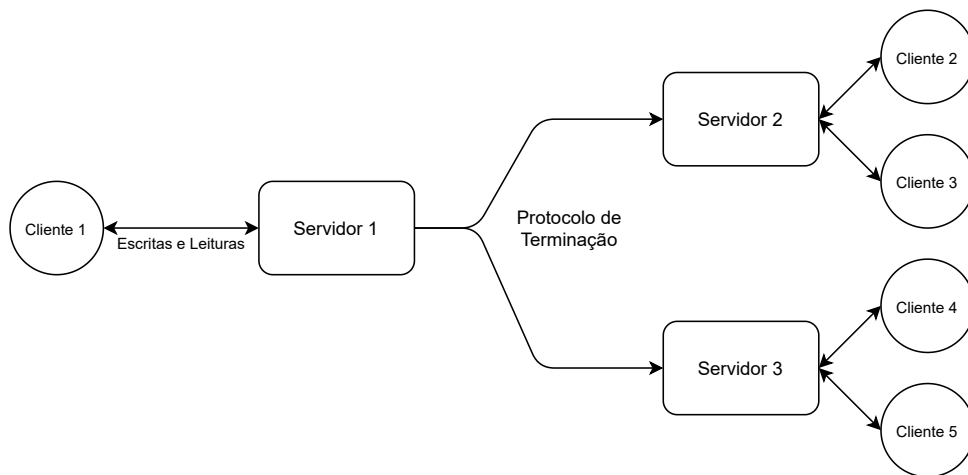 Cliente 1
Escritas e Leituras
Servidor 1
Protocolo de
Terminação
Servidor 2
Cliente 2
Cliente 3
Servidor 3
Cliente 4
Cliente 5